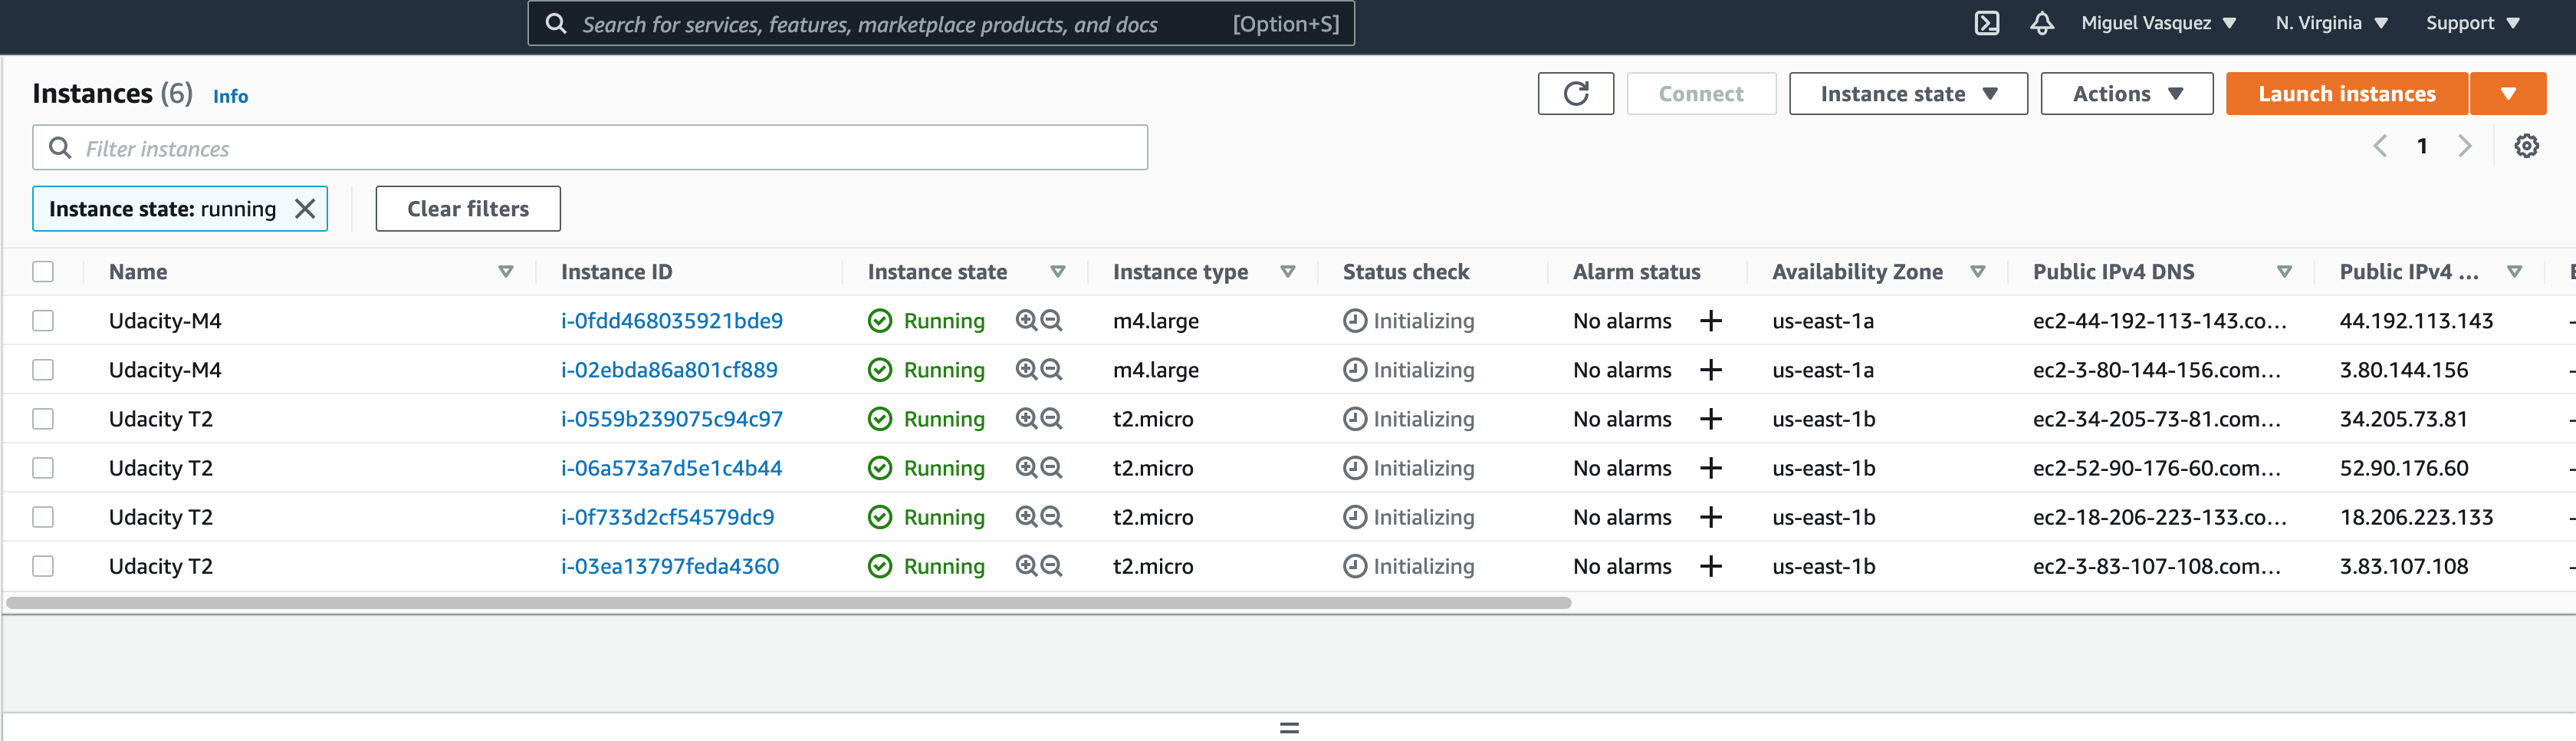 Search for services, features, marketplace products, and docs [Option+S] Miguel Vasquez N. Virginia Support
Instances (6) Info Connect Instance state Actions Launch instances
Filter instances 1
Instance state: running Clear filters
Name Instance ID Instance state Instance type Status check Alarm status Availability Zone Public IPv4 DNS Public IPv4 ...
Udacity-M4 i-0fdd468035921bde9 Running m4.large Initializing No alarms us-east-1a ec2-44-192-113-143.co... 44.192.113.143 –
Udacity-M4 i-02ebda86a801cf889 Running m4.large Initializing No alarms us-east-1a ec2-3-80-144-156.com... 3.80.144.156 –
Udacity T2 i-0559b239075c94c97 Running t2.micro Initializing No alarms us-east-1b ec2-34-205-73-81.com... 34.205.73.81 –
Udacity T2 i-06a573a7d5e1c4b44 Running t2.micro Initializing No alarms us-east-1b ec2-52-90-176-60.com... 52.90.176.60 –
Udacity T2 i-0f733d2cf54579dc9 Running t2.micro Initializing No alarms us-east-1b ec2-18-206-223-133.co... 18.206.223.133 –
Udacity T2 i-03ea13797feda4360 Running t2.micro Initializing No alarms us-east-1b ec2-3-83-107-108.com... 3.83.107.108 –